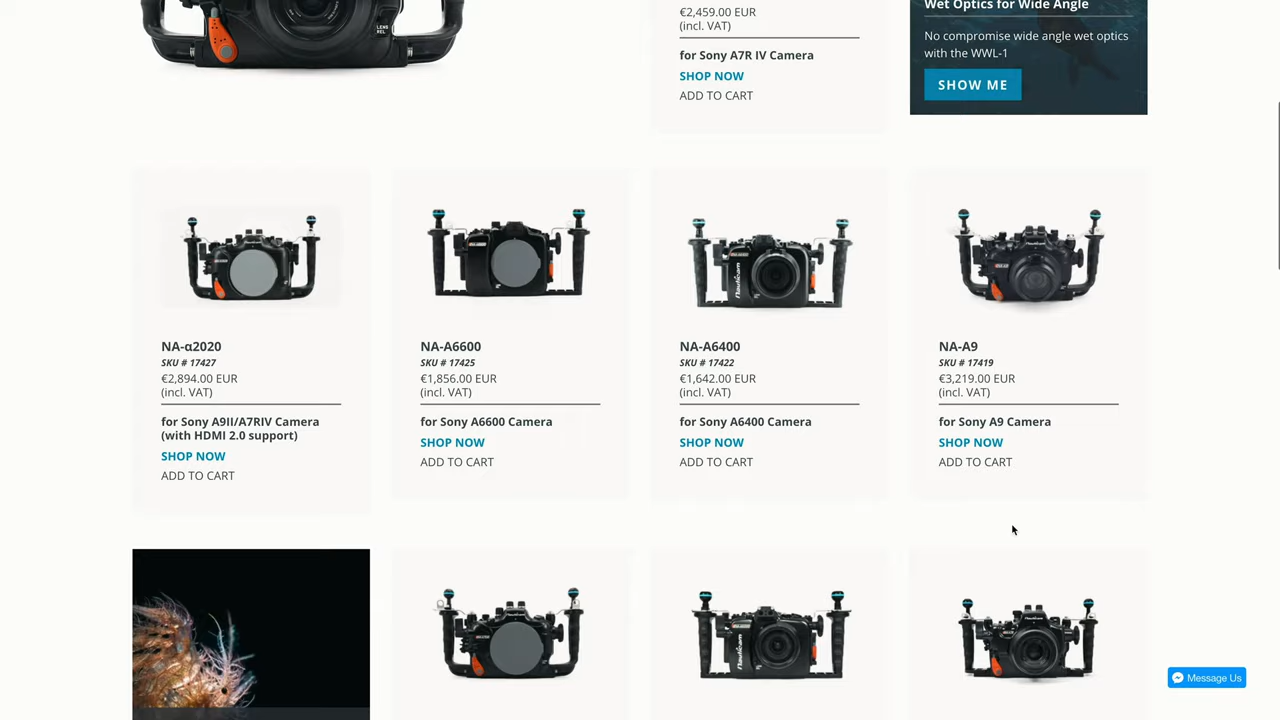 €2,459.00 EUR
(incl. VAT)
for Sony A7R IV Camera
SHOP NOW
ADD TO CART
Wet Optics for Wide Angle
No compromise wide angle wet optics
with the WWL-1
SHOW ME
LENS
REL
NA-α2020
SKU # 17427
€2,894.00 EUR
(incl. VAT)
for Sony A9II/A7RIV Camera
(with HDMI 2.0 support)
SHOP NOW
ADD TO CART
NA-A6600
SKU # 17425
€1,856.00 EUR
(incl. VAT)
for Sony A6600 Camera
SHOP NOW
ADD TO CART
Nauticam
NA-A6400
SKU # 17422
€1,642.00 EUR
(incl. VAT)
for Sony A6400 Camera
SHOP NOW
ADD TO CART
NA-A9
SKU # 17419
€3,219.00 EUR
(incl. VAT)
for Sony A9 Camera
SHOP NOW
ADD TO CART
Nauticam
Message Us